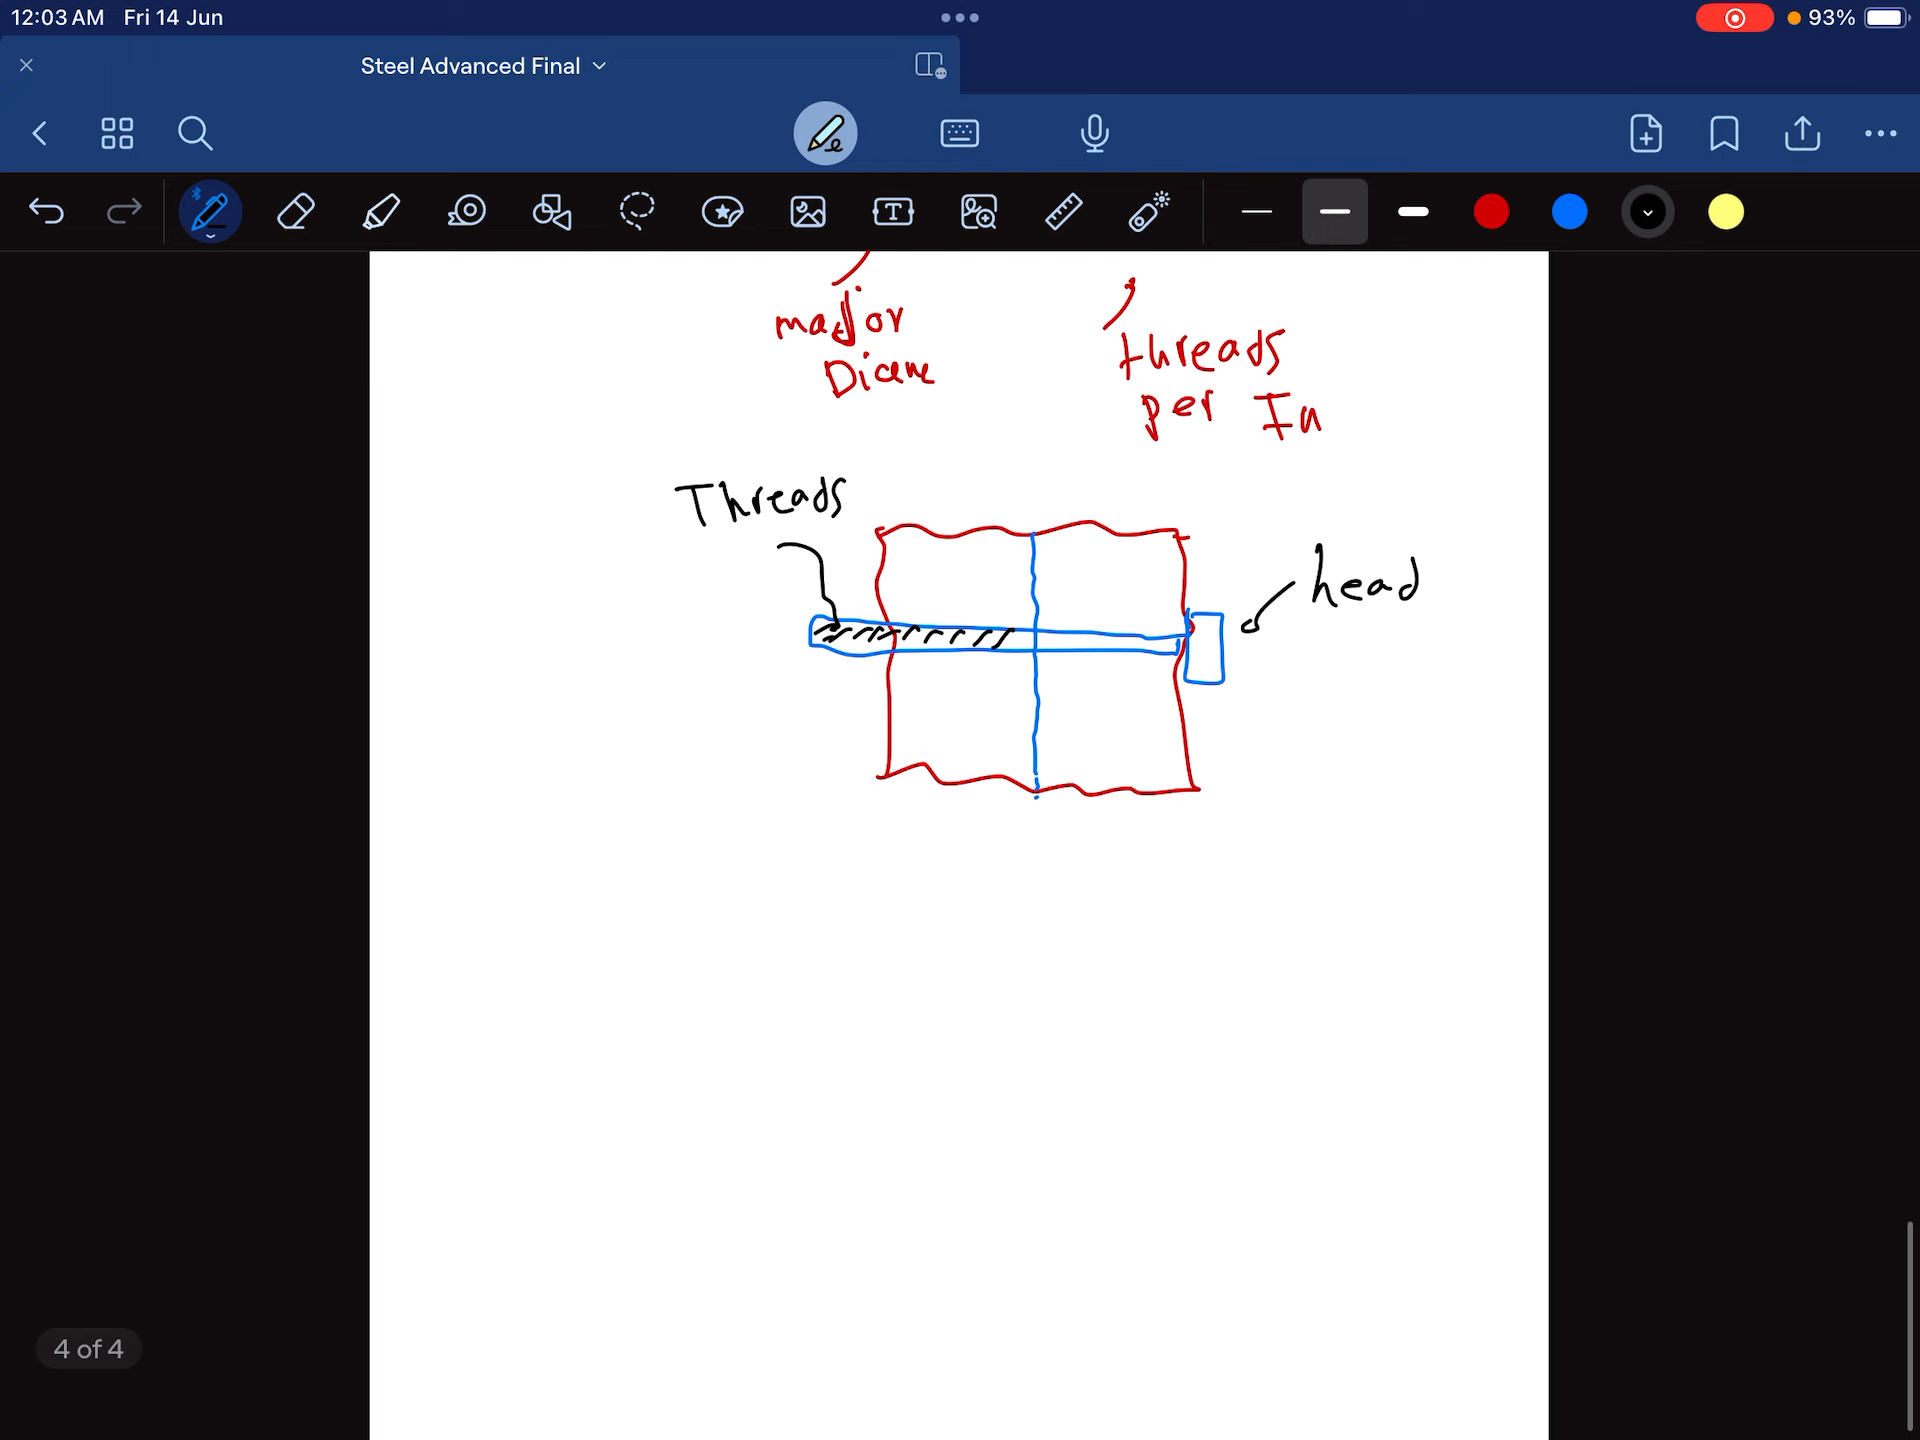 12:03 AM Fri 14 Jun
93%
Steel Advanced Final
major
Diame
threads
per In
Threads
head
4 of 4